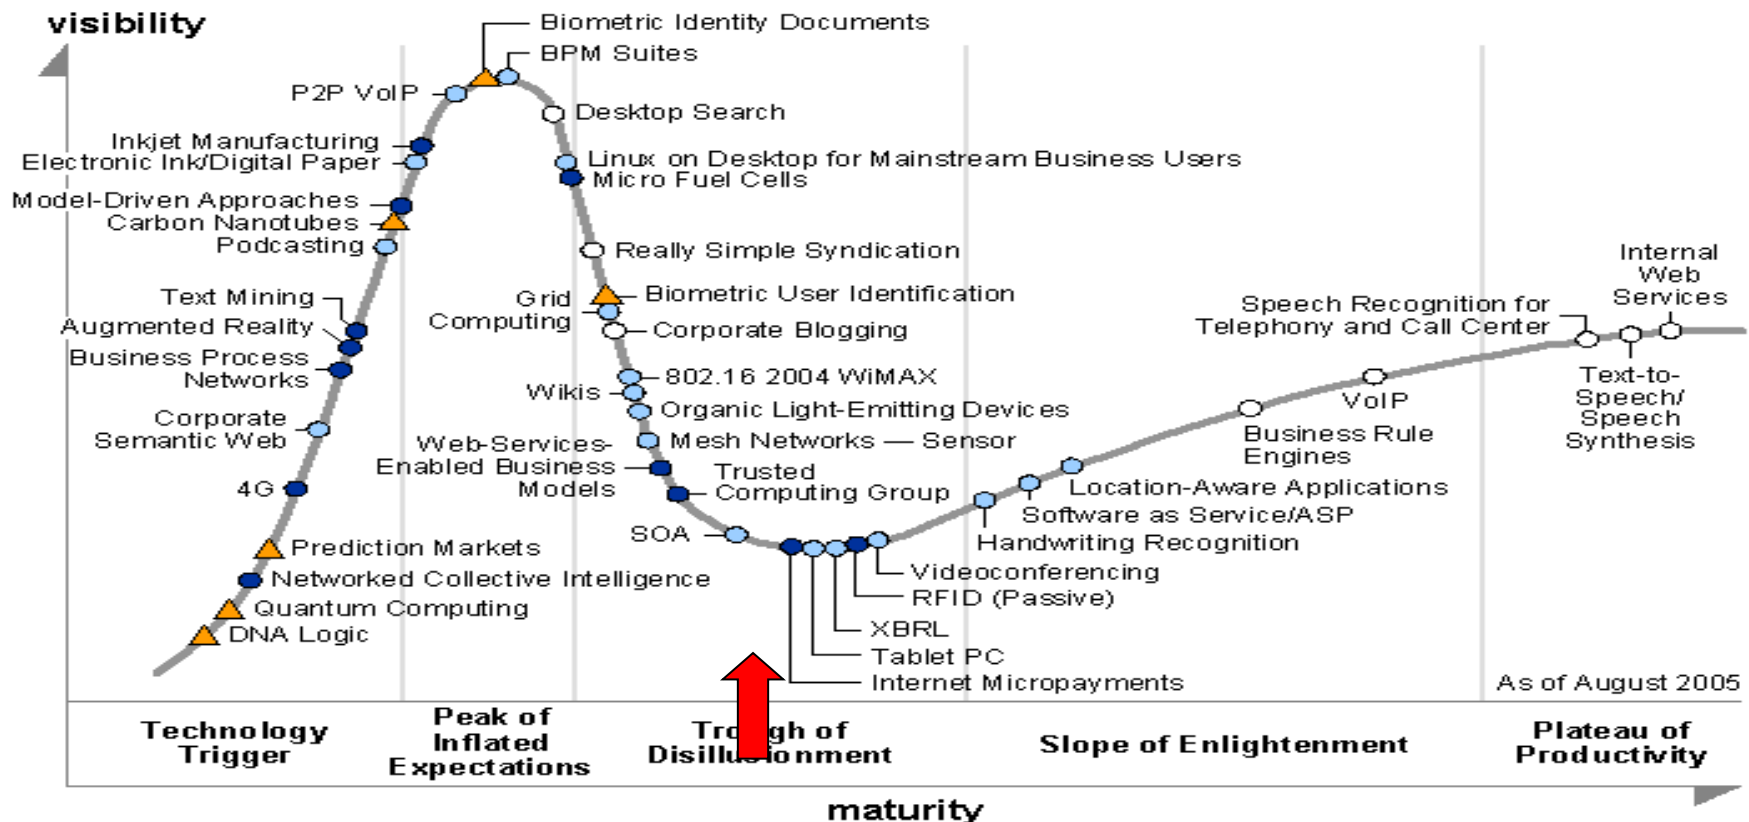 visibility
Biometric Identity Documents
BPM Suites
P2P VoIP
Desktop Search
Inkjet Manufacturing
Electronic Ink/Digital Paper
Linux on Desktop for Mainstream Business Users
Micro Fuel Cells
Model-Driven Approaches
Carbon Nanotubes
Podcasting
Really Simple Syndication
Text Mining
Augmented Reality
Business Process
Networks
Grid
Computing
Biometric User Identification
Corporate Blogging
Internal
Web
Services
Speech Recognition for
Telephony and Call Center
802.16 2004 WiMAX
Wikis
Organic Light-Emitting Devices
Text-to-
Speech/
Speech
Synthesis
VoIP
Corporate
Semantic Web
Mesh Networks — Sensor
Web-Services-
Enabled Business
Models
Business Rule
Engines
Trusted
Computing Group
4G
Location-Aware Applications
Software as Service/ASP
Handwriting Recognition
SOA
Prediction Markets
Networked Collective Intelligence
Quantum Computing
DNA Logic
Videoconferencing
RFID (Passive)
XBRL
Tablet PC
Internet Micropayments
As of August 2005
Technology
Trigger
Peak of
Inflated
Expectations
Trough of
Disillusionment
Slope of Enlightenment
Plateau of
Productivity
maturity